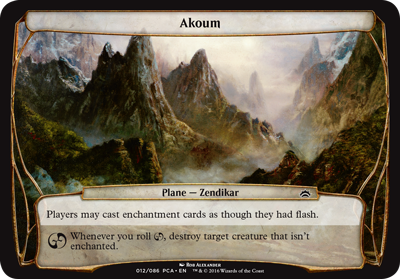 Akoum
Plane — Zendikar
Players may cast enchantment cards as though they had flash.
Whenever you roll , destroy target creature that isn't
enchanted.
Rob Alexander
012/086 PCA • EN ™ & © 2016 Wizards of the Coast